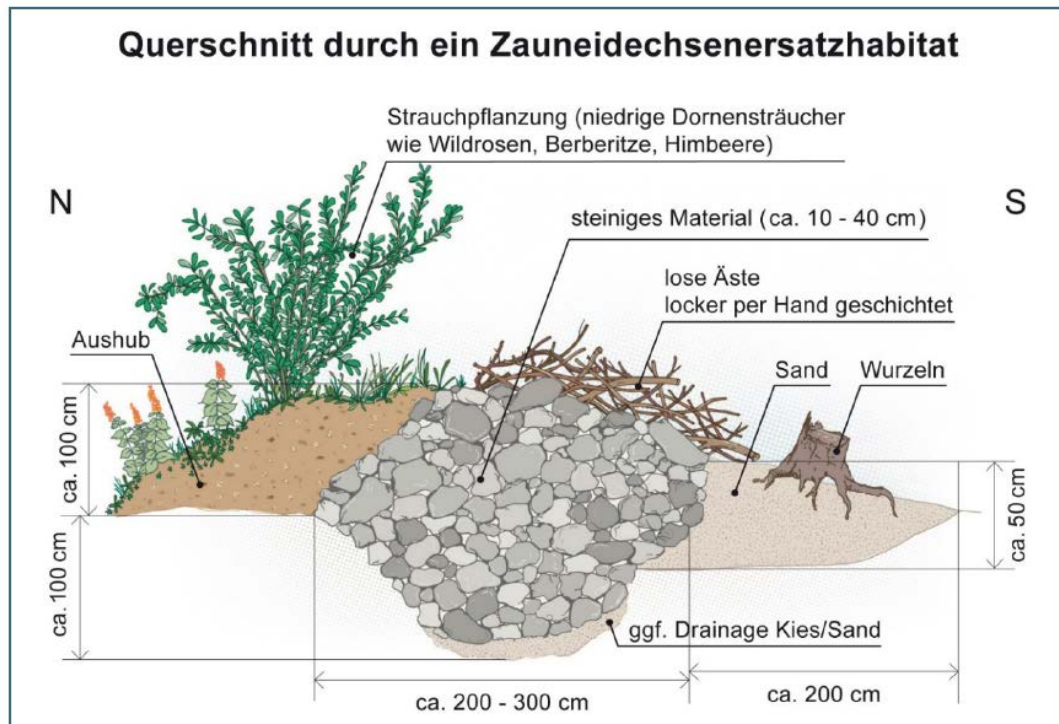 Querschnitt durch ein Zauneidechsenersatzhabitat
Strauchpflanzung (niedrige Dornensträucher
wie Wildrosen, Berberitze, Himbeere)
N
S
steiniges Material (ca. 10 - 40 cm)
lose Äste
locker per Hand geschichtet
Aushub
Sand
Wurzeln
ca. 100 cm
ca. 50 cm
ca. 100 cm
ggf. Drainage Kies/Sand
ca. 200 - 300 cm
ca. 200 cm